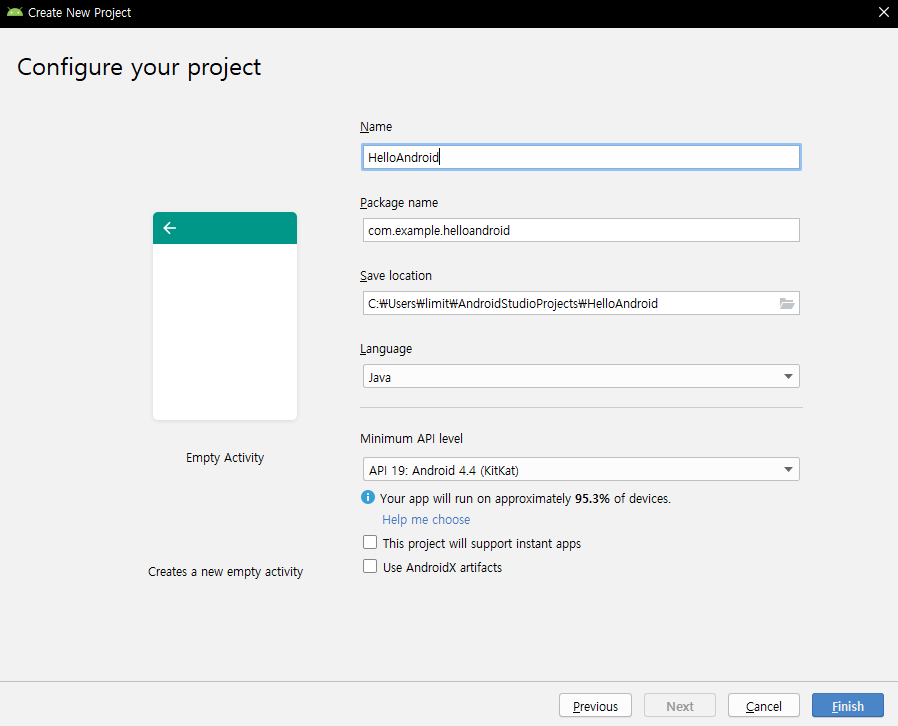 Create New Project
Configure your project
Name
HelloAndroid
Package name
com.example.helloandroid
Save location
C:₩Users₩limit₩AndroidStudioProjects₩HelloAndroid
Language
Java
Empty Activity
Creates a new empty activity
Minimum API level
API 19: Android 4.4 (KitKat)
Your app will run on approximately 95.3% of devices.
Help me choose
This project will support instant apps
Use AndroidX artifacts
Previous
Next
Cancel
Finish